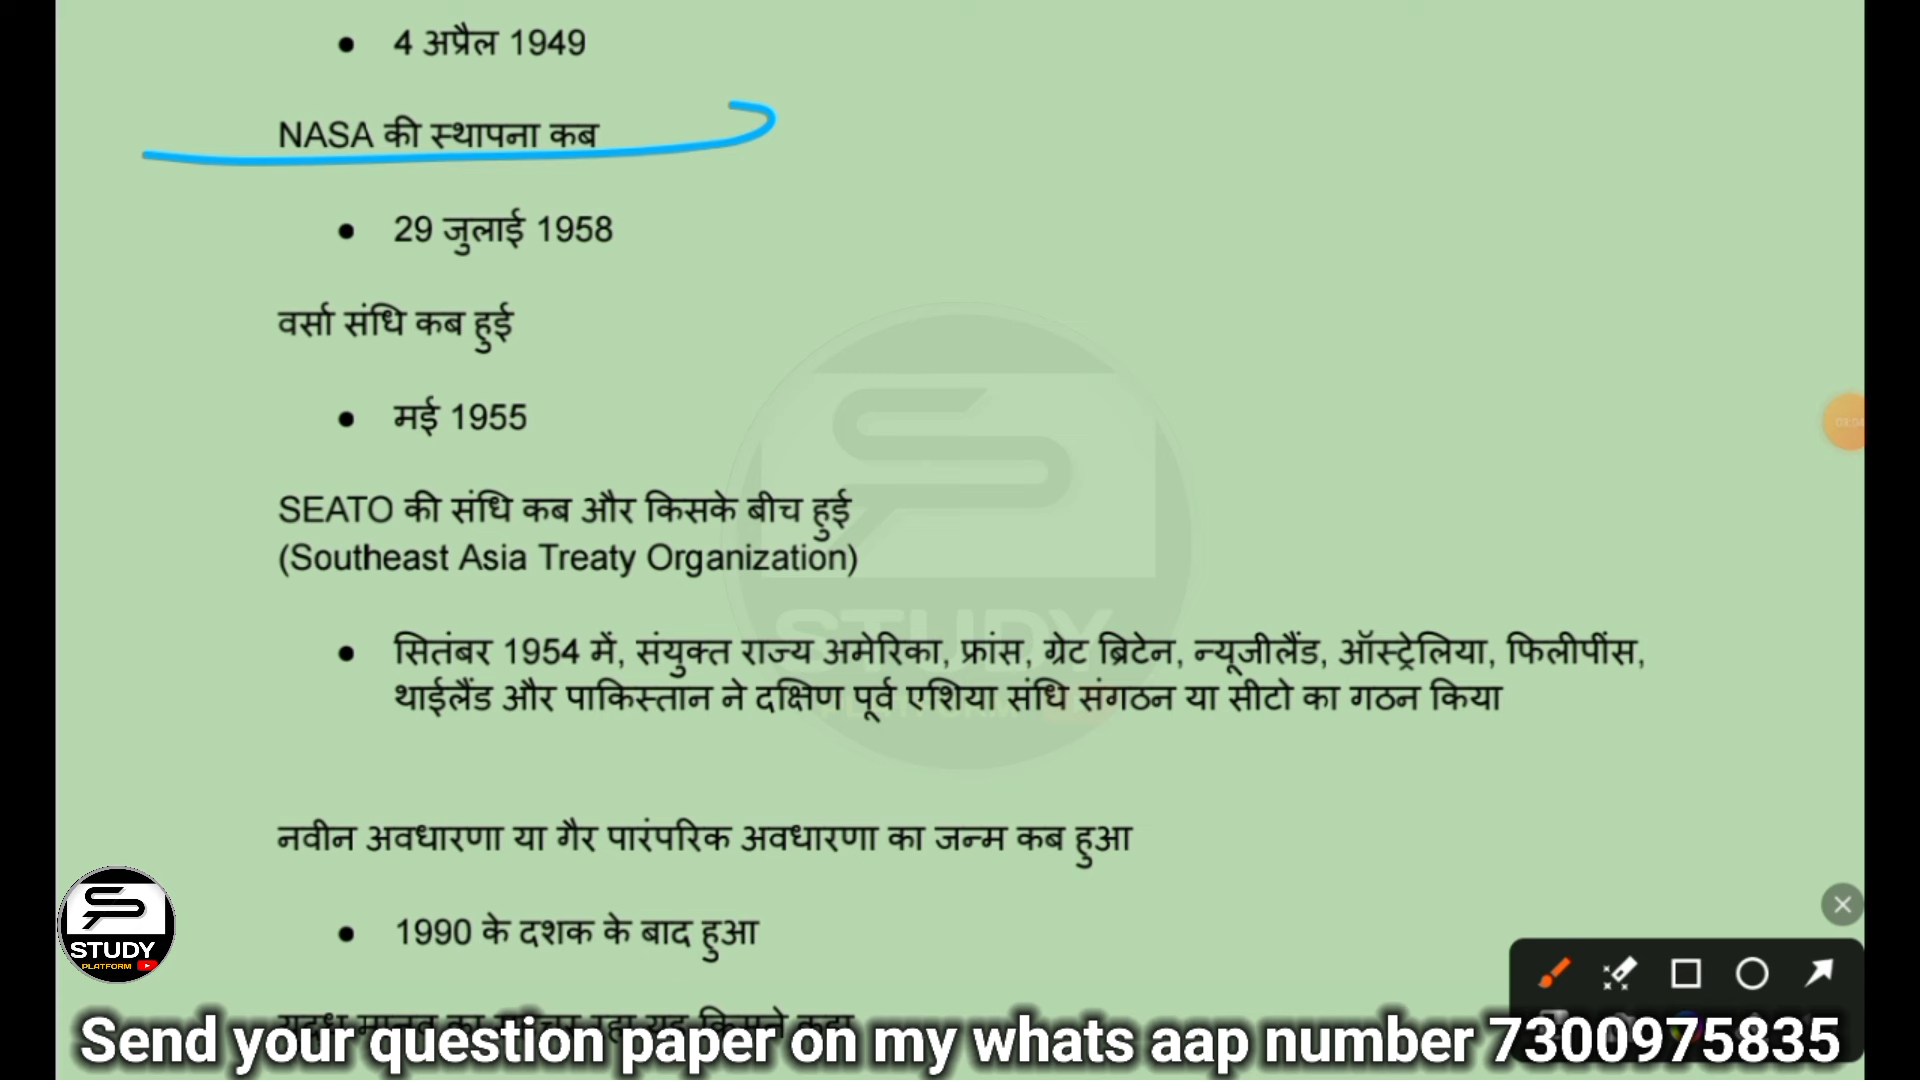 4 अप्रैल 1949
NASA की स्थापना कब
29 जुलाई 1958
वर्सा संधि कब हुई
मई 1955
SEATO की संधि कब और किसके बीच हुई
(Southeast Asia Treaty Organization)
सितंबर 1954 में, संयुक्त राज्य अमेरिका, फ्रांस, ग्रेट ब्रिटेन, न्यूजीलैंड, ऑस्ट्रेलिया, फिलीपींस,
थाईलैंड और पाकिस्तान ने दक्षिण पूर्व एशिया संधि संगठन या सीटो का गठन किया
नवीन अवधारणा या गैर पारंपरिक अवधारणा का जन्म कब हुआ
1990 के दशक के बाद हुआ
STUDY
PLATFORM
STUDY
Send your question paper on my whats aap number 7300975835